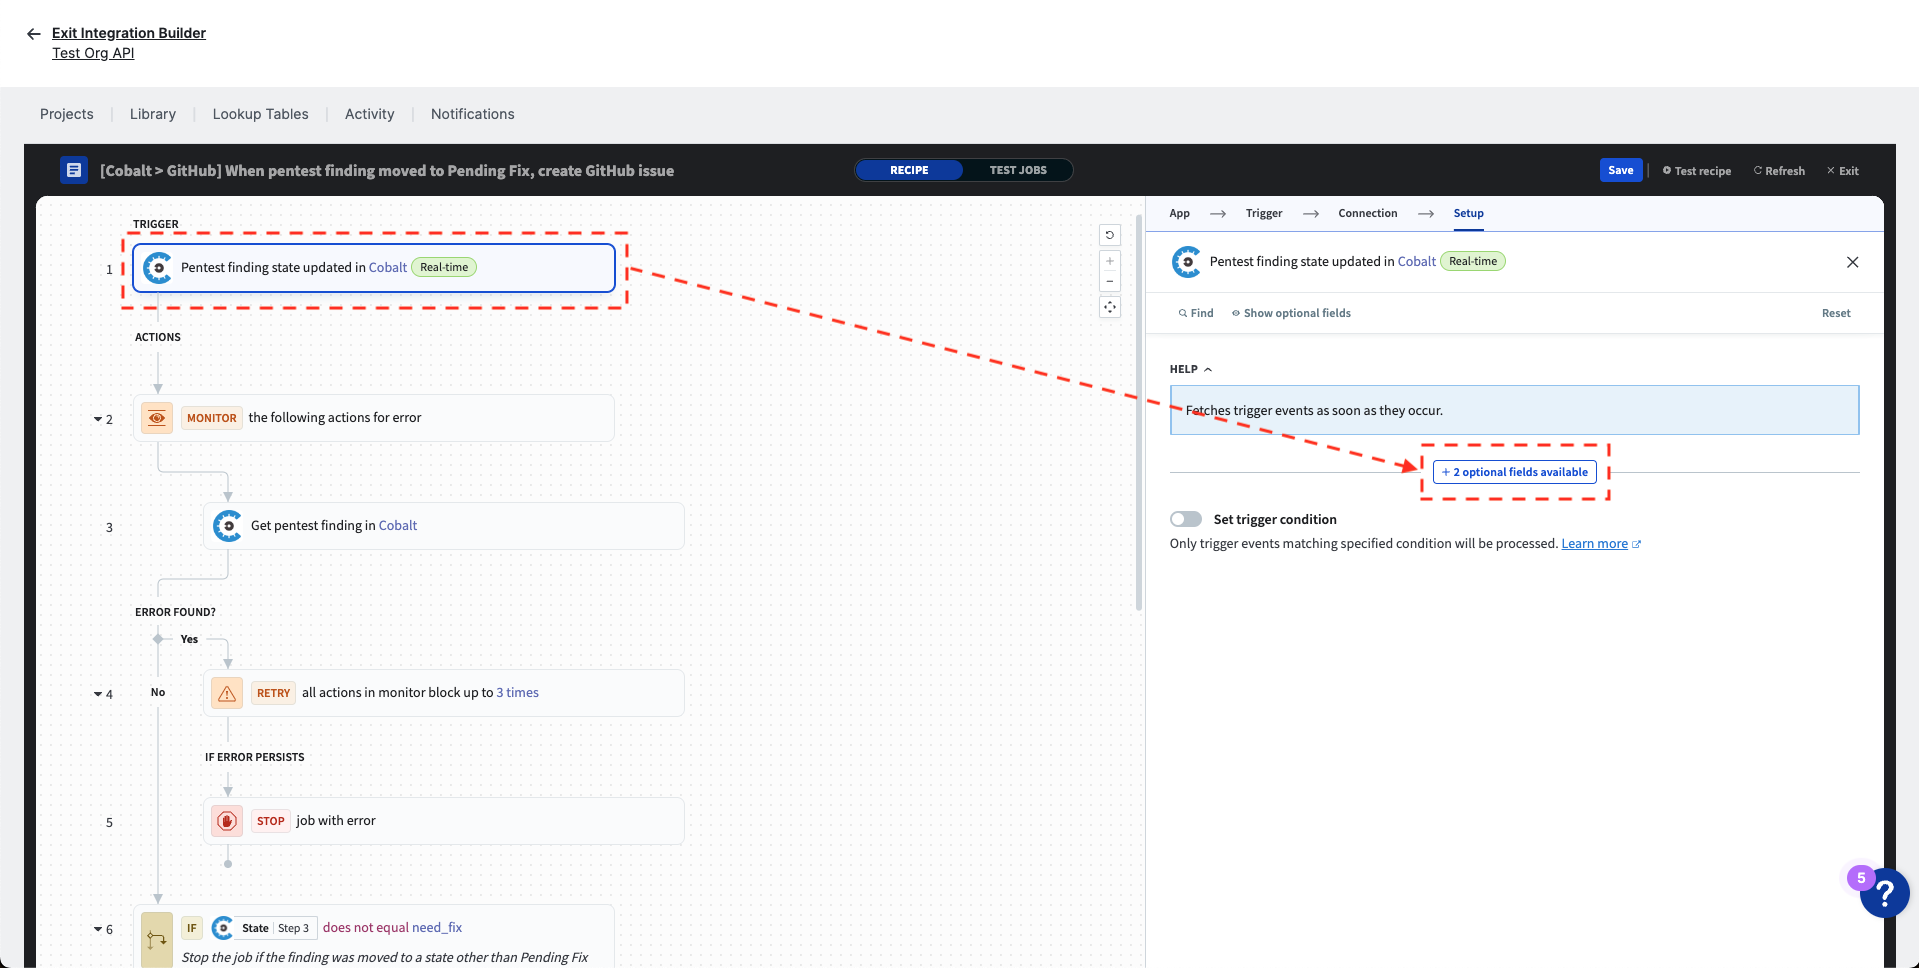 Exit Integration Builder
Test Org API
Projects
Library
Lookup Tables
Activity
Notifications
[Cobalt > GitHub] When pentest finding moved to Pending Fix, create GitHub issue
RECIPE
TEST JOBS
Save
Test recipe
Refresh
Exit
TRIGGER
1
Pentest finding state updated in Cobalt Real-time
ACTIONS
2
MONITOR the following actions for error
3
Get pentest finding in Cobalt
ERROR FOUND?
Yes
No
4
RETRY all actions in monitor block up to 3 times
IF ERROR PERSISTS
5
STOP job with error
6
IF State Step 3 does not equal need_fix
Stop the job if the finding was moved to a state other than Pending Fix
App
Trigger
Connection
Setup
Pentest finding state updated in Cobalt Real-time
Find
Show optional fields
Reset
HELP
Fetches trigger events as soon as they occur.
+ 2 optional fields available
Set trigger condition
Only trigger events matching specified condition will be processed. Learn more
5
?